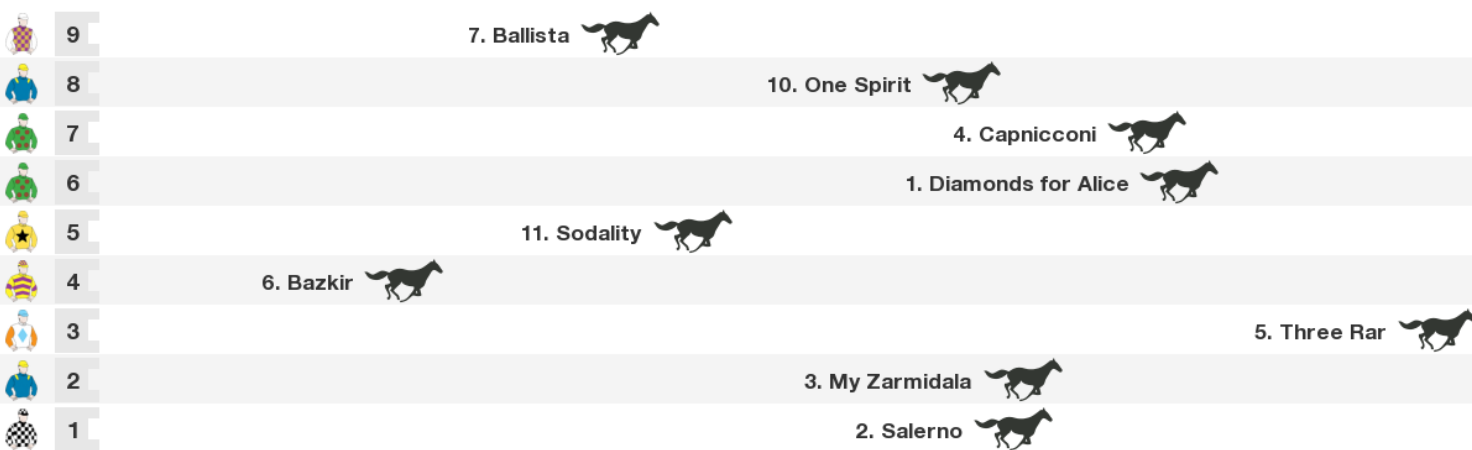 9 7. Ballista
8 10. One Spirit
7 4. Capnicconi
6 1. Diamonds for Alice
5 11. Sodality
4 6. Bazkir
3 5. Three Rar
2 3. My Zarmidala
1 2. Salerno